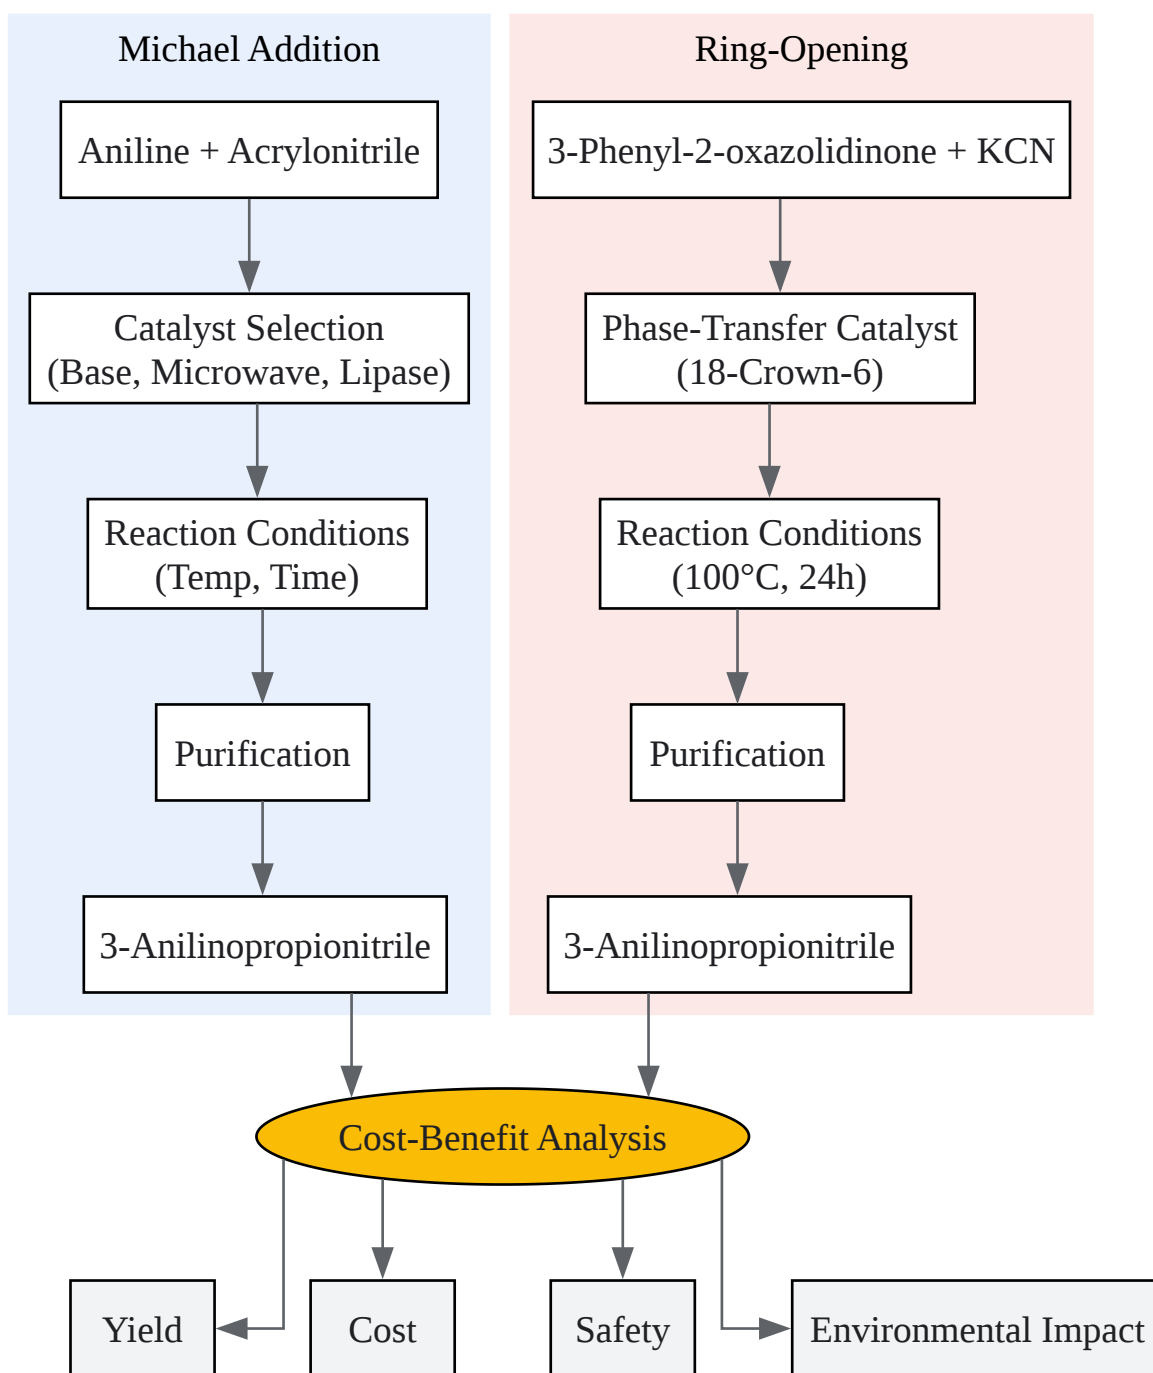 Michael Addition
Aniline + Acrylonitrile
Catalyst Selection
(Base, Microwave, Lipase)
Reaction Conditions
(Temp, Time)
Purification
3-Anilinopropionitrile
Ring-Opening
3-Phenyl-2-oxazolidinone + KCN
Phase-Transfer Catalyst
(18-Crown-6)
Reaction Conditions
(100°C, 24h)
Purification
3-Anilinopropionitrile
Cost-Benefit Analysis
Yield
Cost
Safety
Environmental Impact